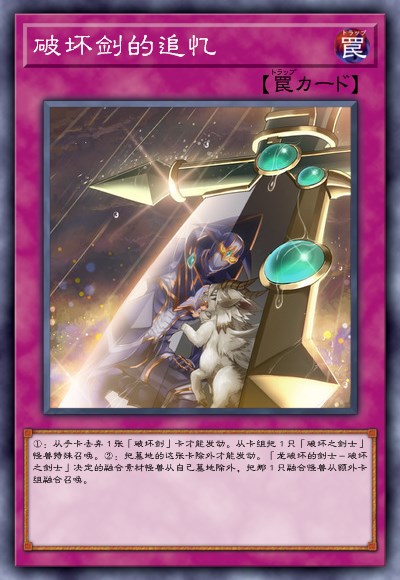 破坏剑的追忆
トラップ
罠
トラップ
【罠カード】
①：从手卡丢弃1张「破坏剑」卡才能发动。从卡组把1只「破坏之剑士」
怪兽特殊召唤。②：把墓地的这张卡除外才能发动。「龙破坏的剑士－破坏
之剑士」决定的融合素材怪兽从自己墓地除外，把那1只融合怪兽从额外卡
组融合召唤。